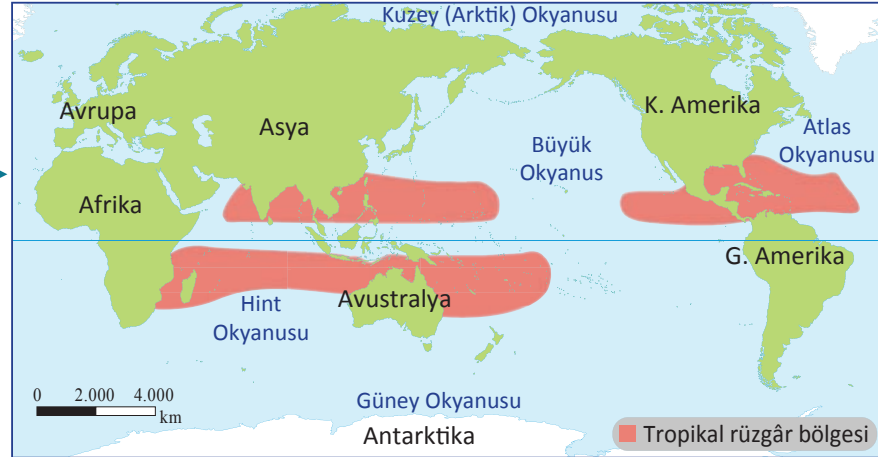 Kuzey (Arktik) Okyanusu
Avrupa
Asya
K. Amerika
Büyük
Okyanus
Atlas
Okyanusu
Afrika
G. Amerika
Avustralya
Hint
Okyanusu
0 2.000 4.000
km
Güney Okyanusu
Antarktika
Tropikal rüzgâr bölgesi